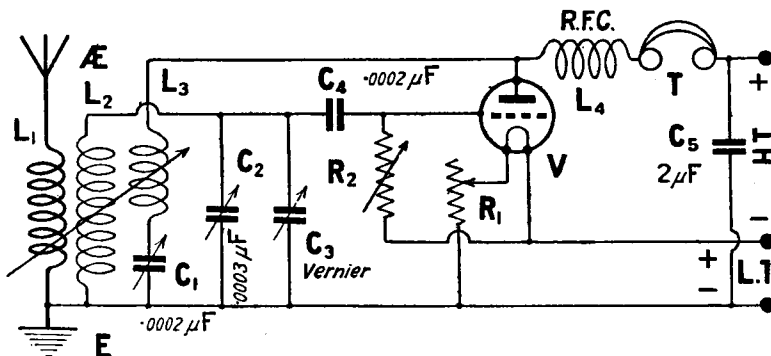 R.F.C.
Æ
L2
L3
C4
·0002 µF
L4
T
+
L1
C2
R2
V
C5
2µF
HT
R1
C3
Vernier
·0003 µF
C1
−
+
L.T
−
·0002 µF
E